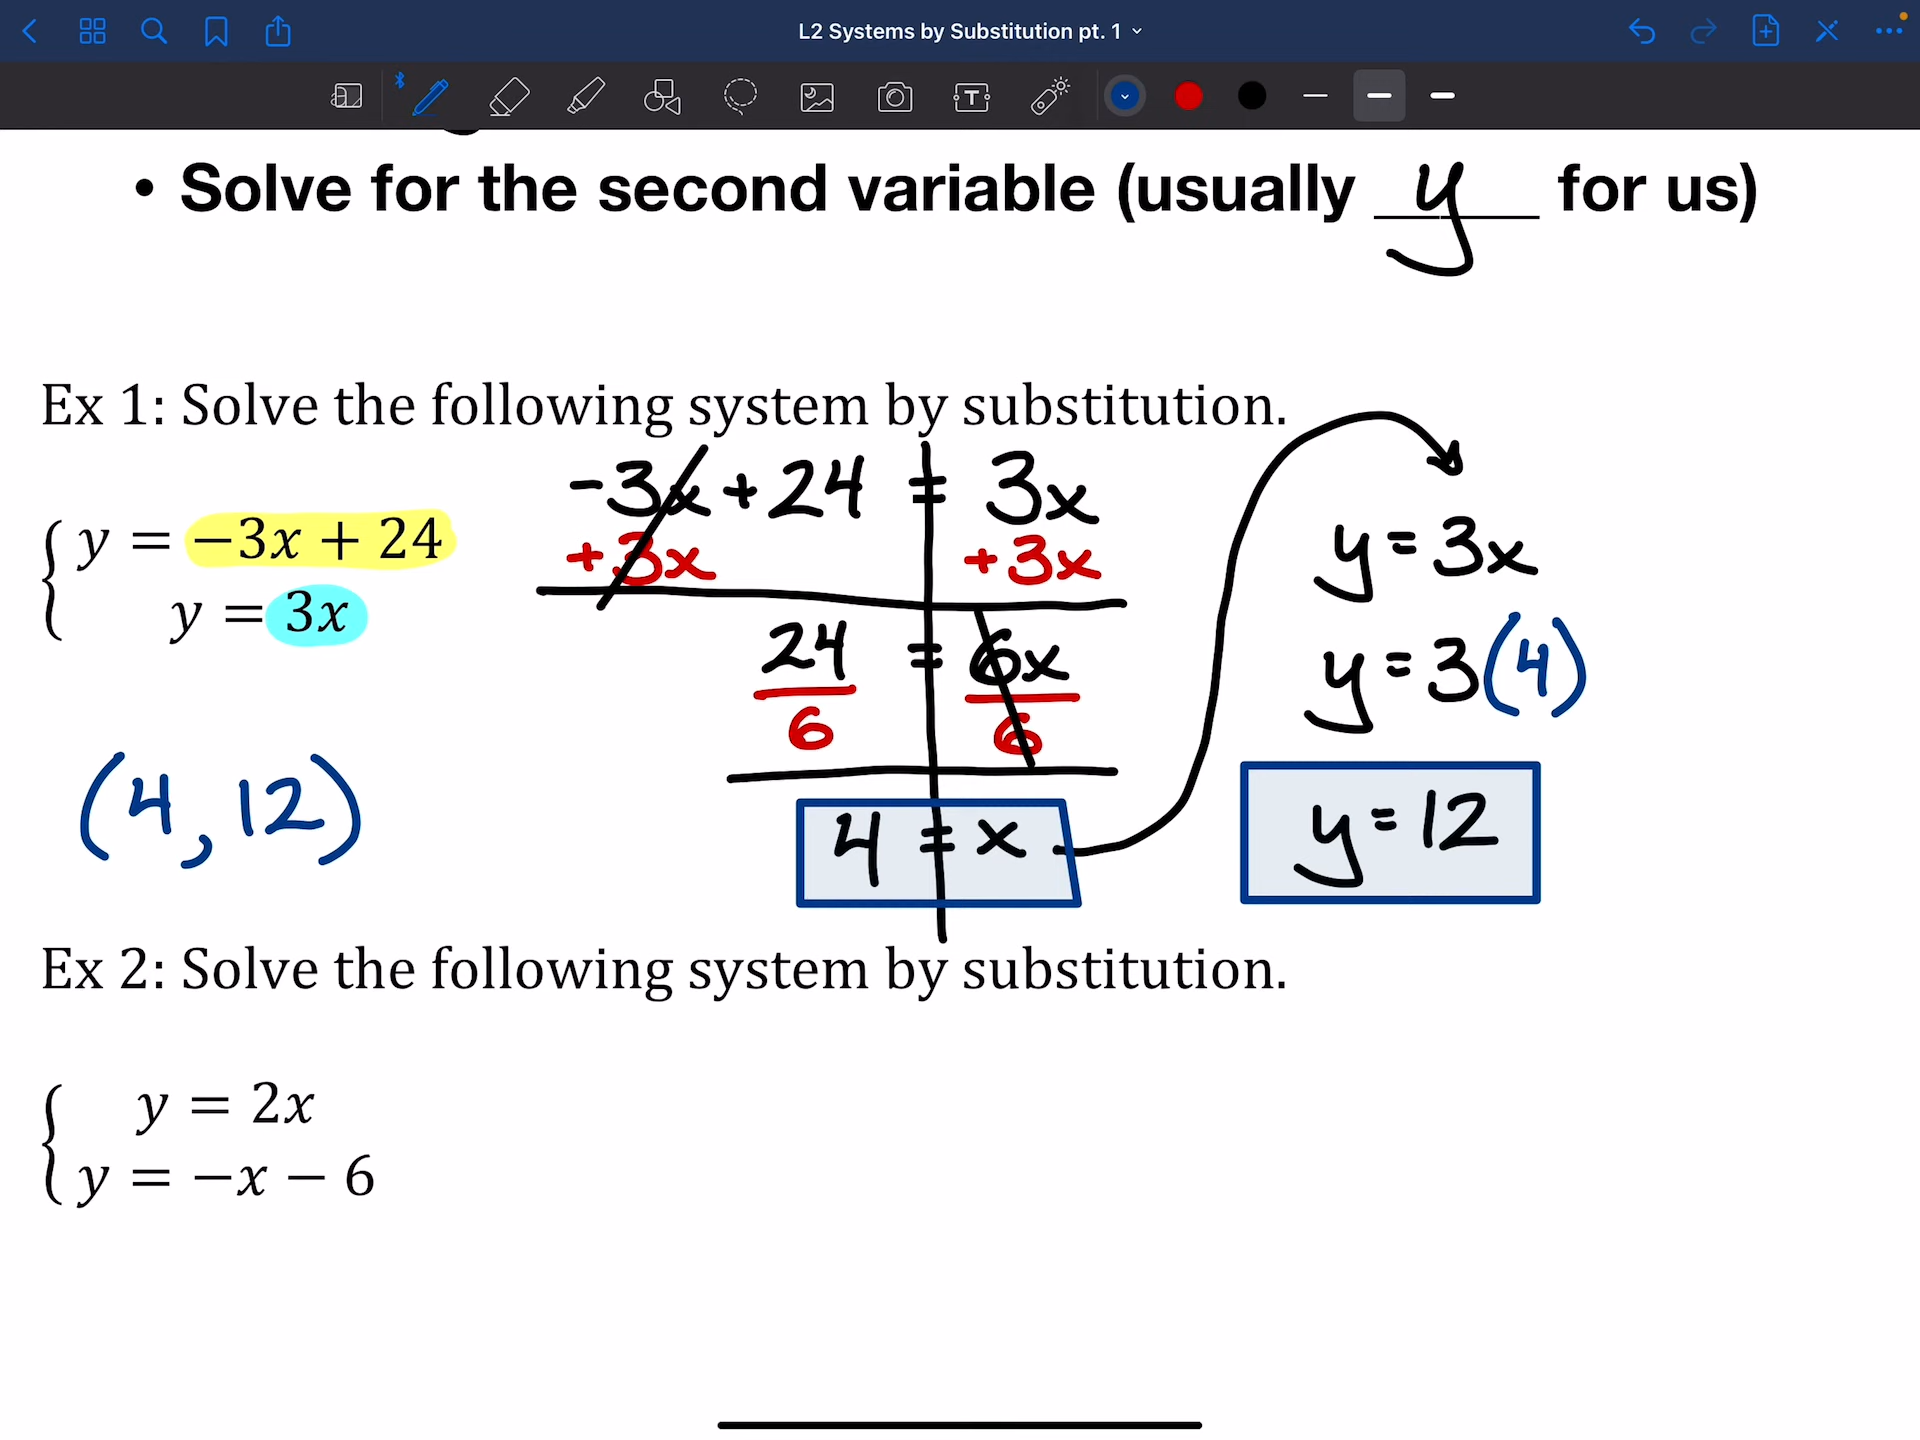 L2 Systems by Substitution pt. 1
• Solve for the second variable (usually y for us)
Ex 1: Solve the following system by substitution.
y = −3x + 24
y = 3x
-3x + 24 = 3x
+3x +3x
24 = 6x
6 6
4 = x
y = 3x
y = 3(4)
y = 12
(4, 12)
Ex 2: Solve the following system by substitution.
y = 2x
y = −x − 6